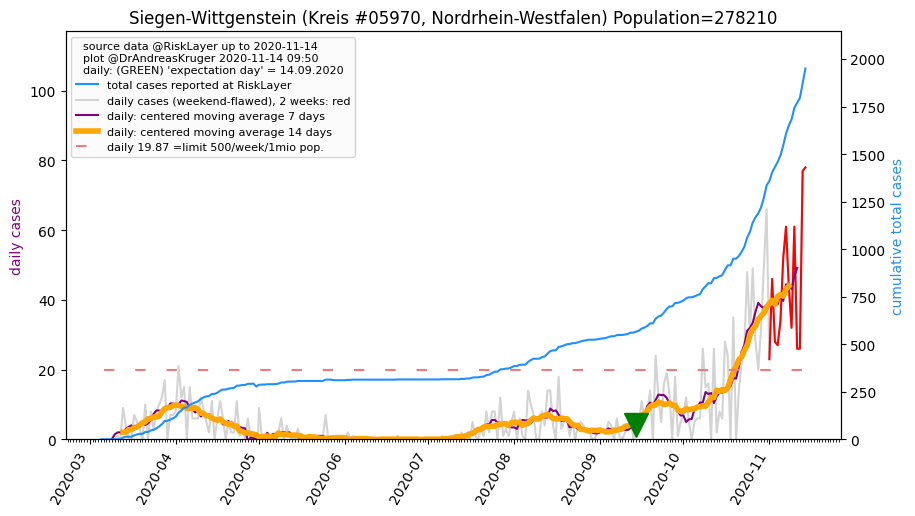 Siegen-Wittgenstein (Kreis #05970, Nordrhein-Westfalen) Population=278210
source data @RiskLayer up to 2020-11-14
plot @DrAndreasKruger 2020-11-14 09:50
daily: (GREEN) 'expectation day' = 14.09.2020
total cases reported at RiskLayer
daily cases (weekend-flawed), 2 weeks: red
daily: centered moving average 7 days
daily: centered moving average 14 days
daily 19.87 =limit 500/week/1mio pop.
daily cases
100
80
60
40
20
0
cumulative total cases
2000
1750
1500
1250
1000
750
500
250
0
2020-03
2020-04
2020-05
2020-06
2020-07
2020-08
2020-09
2020-10
2020-11